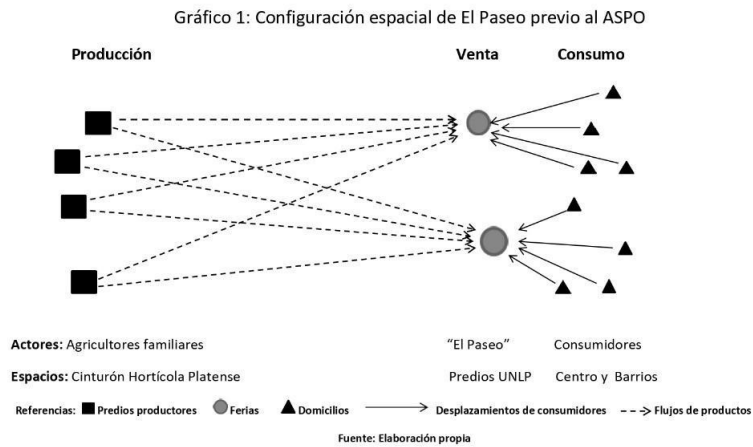 Gráfico 1: Configuración espacial de El Paseo previo al ASPO
Producción Venta Consumo
Actores: Agricultores familiares "El Paseo" Consumidores
Espacios: Cinturón Hortícola Platense Predios UNLP Centro y Barrios
Referencias: Predios productores Ferias Domicilios Desplazamientos de consumidores Flujos de productos
Fuente: Elaboración propia